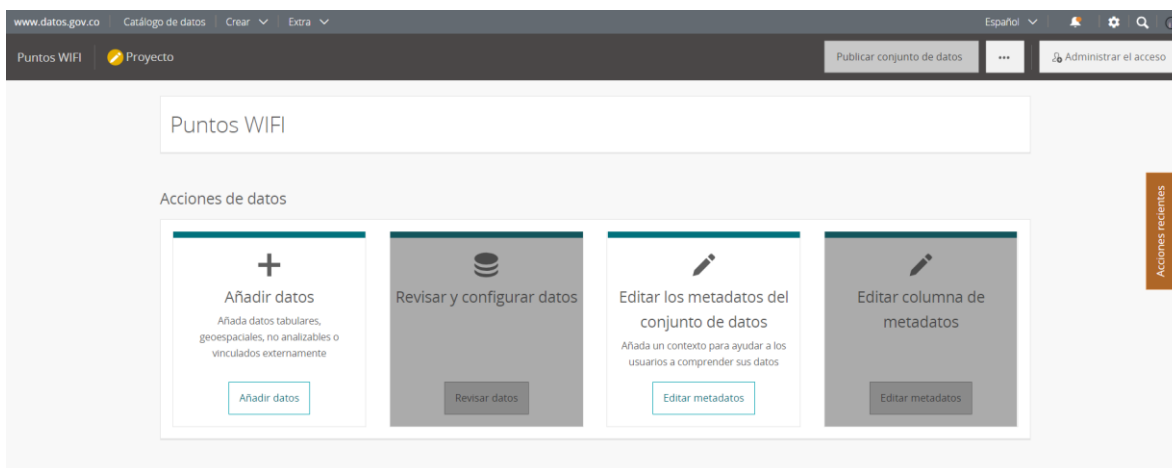 www.datos.gov.co Catálogo de datos Crear Extra Español
Puntos WIFI Proyecto Publicar conjunto de datos ... Administrar el acceso
Puntos WIFI
Acciones de datos
Añadir datos
Añada datos tabulares,
geoespaciales, no analizables o
vinculados externamente
Añadir datos
Revisar y configurar datos
Revisar datos
Editar los metadatos del
conjunto de datos
Añada un contexto para ayudar a los
usuarios a comprender sus datos
Editar metadatos
Editar columna de
metadatos
Editar metadatos
Acciones recientes